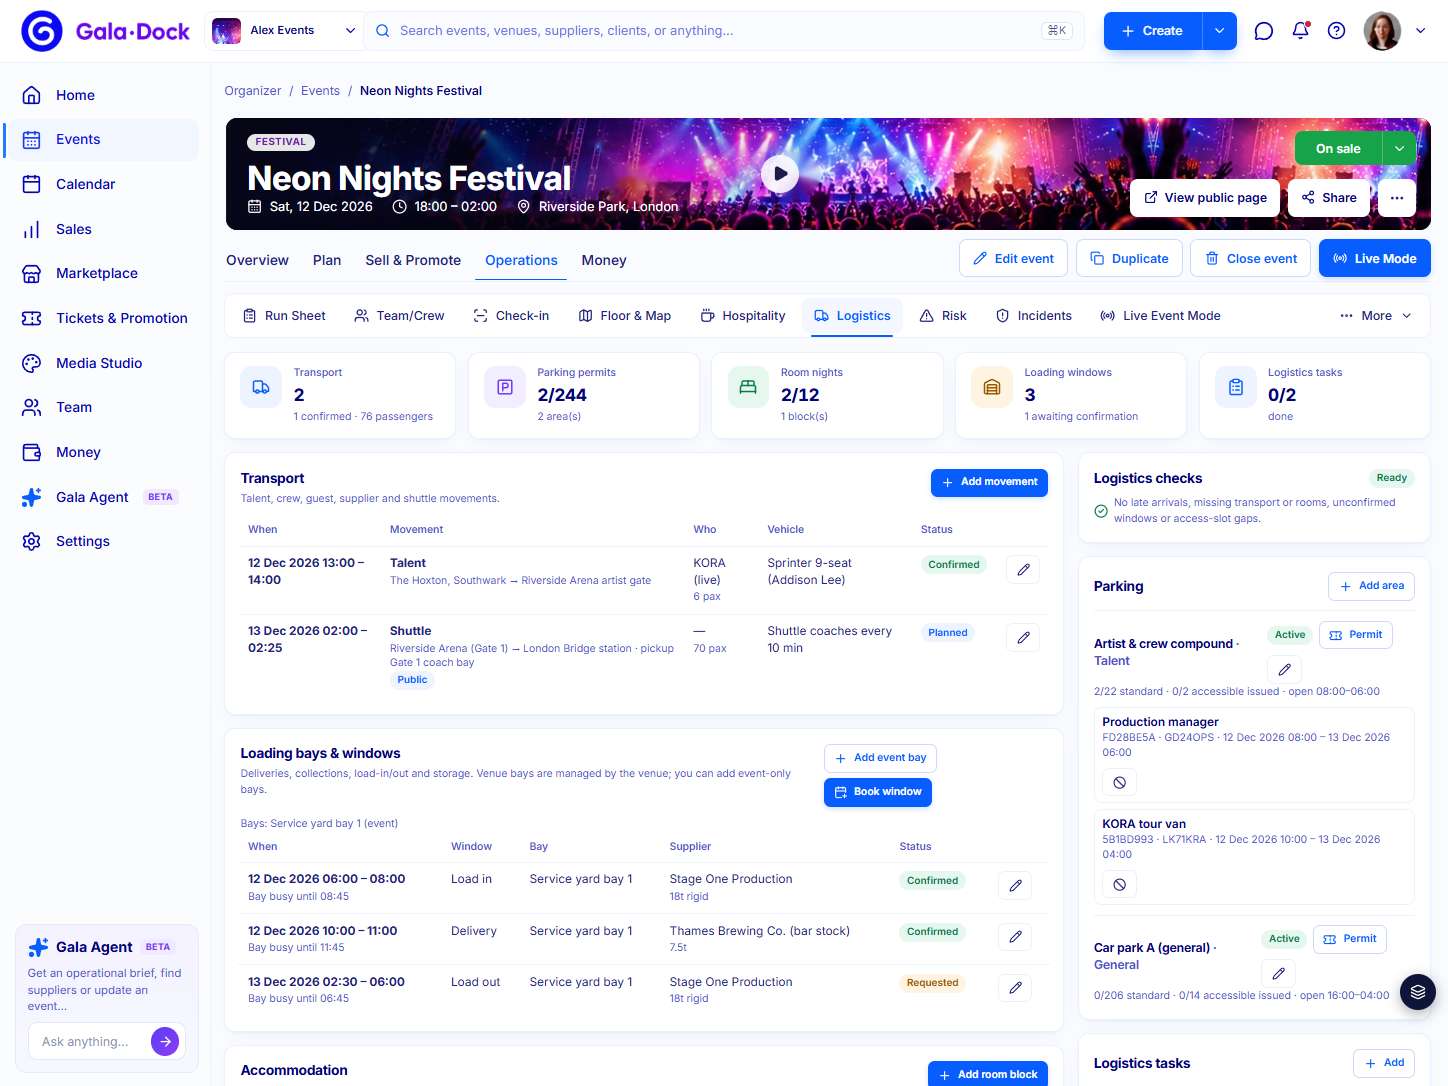 Gala·Dock
Alex Events
Search events, venues, suppliers, clients, or anything...
⌘K
Create
Home
Events
Calendar
Sales
Marketplace
Tickets & Promotion
Media Studio
Team
Money
Gala Agent BETA
Settings
Gala Agent BETA
Get an operational brief, find
suppliers or update an
event...
Ask anything...
Organizer / Events / Neon Nights Festival
FESTIVAL
Neon Nights Festival
Sat, 12 Dec 2026 18:00 – 02:00 Riverside Park, London
On sale
View public page
Share
Overview Plan Sell & Promote Operations Money
Edit event
Duplicate
Close event
Live Mode
Run Sheet Team/Crew Check-in Floor & Map Hospitality Logistics Risk Incidents Live Event Mode More
Transport
2
1 confirmed · 76 passengers
Parking permits
2/244
2 area(s)
Room nights
2/12
1 block(s)
Loading windows
3
1 awaiting confirmation
Logistics tasks
0/2
done
Transport
Talent, crew, guest, supplier and shuttle movements.
Add movement
When Movement Who Vehicle Status
12 Dec 2026 13:00 –
14:00
Talent
The Hoxton, Southwark → Riverside Arena artist gate
KORA
(live)
6 pax
Sprinter 9-seat
(Addison Lee)
Confirmed
13 Dec 2026 02:00 –
02:25
Shuttle
Riverside Arena (Gate 1) → London Bridge station · pickup
Gate 1 coach bay
Public
—
70 pax
Shuttle coaches every
10 min
Planned
Loading bays & windows
Deliveries, collections, load-in/out and storage. Venue bays are managed by the venue; you can add event-only
bays.
Add event bay
Book window
Bays: Service yard bay 1 (event)
When Window Bay Supplier Status
12 Dec 2026 06:00 – 08:00
Bay busy until 08:45
Load in
Service yard bay 1
Stage One Production
18t rigid
Confirmed
12 Dec 2026 10:00 – 11:00
Bay busy until 11:45
Delivery
Service yard bay 1
Thames Brewing Co. (bar stock)
7.5t
Confirmed
13 Dec 2026 02:30 – 06:00
Bay busy until 06:45
Load out
Service yard bay 1
Stage One Production
18t rigid
Requested
Accommodation
Add room block
Logistics checks
Ready
No late arrivals, missing transport or rooms, unconfirmed
windows or access-slot gaps.
Parking
Add area
Artist & crew compound ·
Talent
Active
Permit
2/22 standard · 0/2 accessible issued · open 08:00–06:00
Production manager
FD28BE5A · GD24OPS · 12 Dec 2026 08:00 – 13 Dec 2026
06:00
KORA tour van
5B1BD993 · LK71KRA · 12 Dec 2026 10:00 – 13 Dec 2026
04:00
Car park A (general) ·
General
Active
Permit
0/206 standard · 0/14 accessible issued · open 16:00–04:00
Logistics tasks
Add